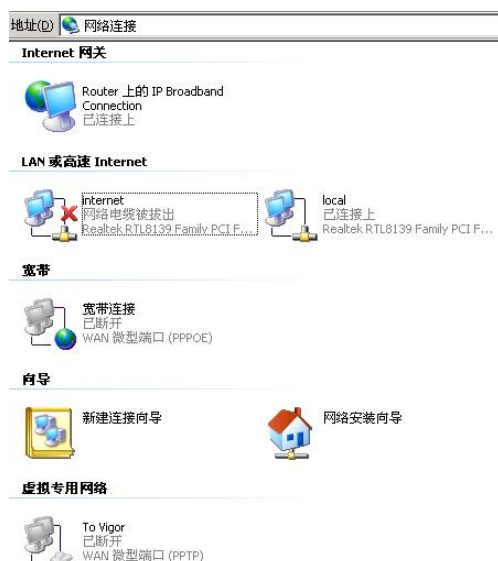 地址(D) 网络连接
Internet 网关
Router 上的 IP Broadband
Connection
已连接上
LAN 或高速 Internet
internet
网络电缆被拔出
Realtek RTL8139 Family PCI F...
local
已连接上
Realtek RTL8139 Family PCI F...
宽带
宽带连接
已断开
WAN 微型端口 (PPPOE)
向导
新建连接向导
网络安装向导
虚拟专用网络
To Vigor
已断开
WAN 微型端口 (PPTP)